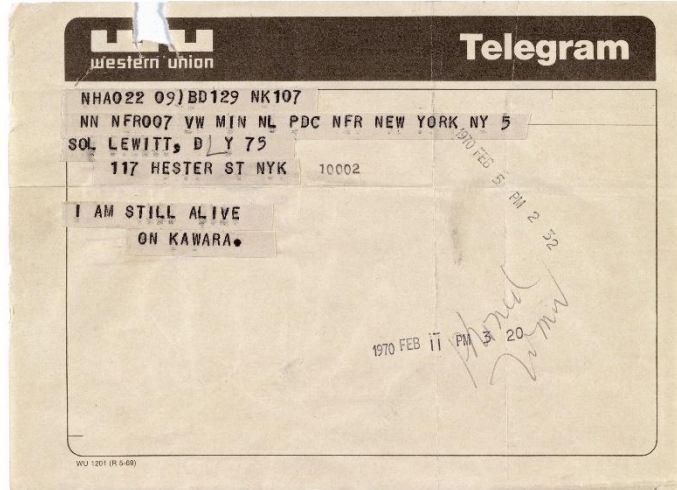 western union
Telegram
NHA022 09)BD129 NK107
NN NFR007 VW MIN NL PDC NFR NEW YORK NY 5
SOL LEWITT, D Y 75
117 HESTER ST NYK 10002
I AM STILL ALIVE
ON KAWARA.
1970 FEB 5 PM 2 32
phoned
1970 FEB 11 PM 3 20
WU 1201 (R 5-69)